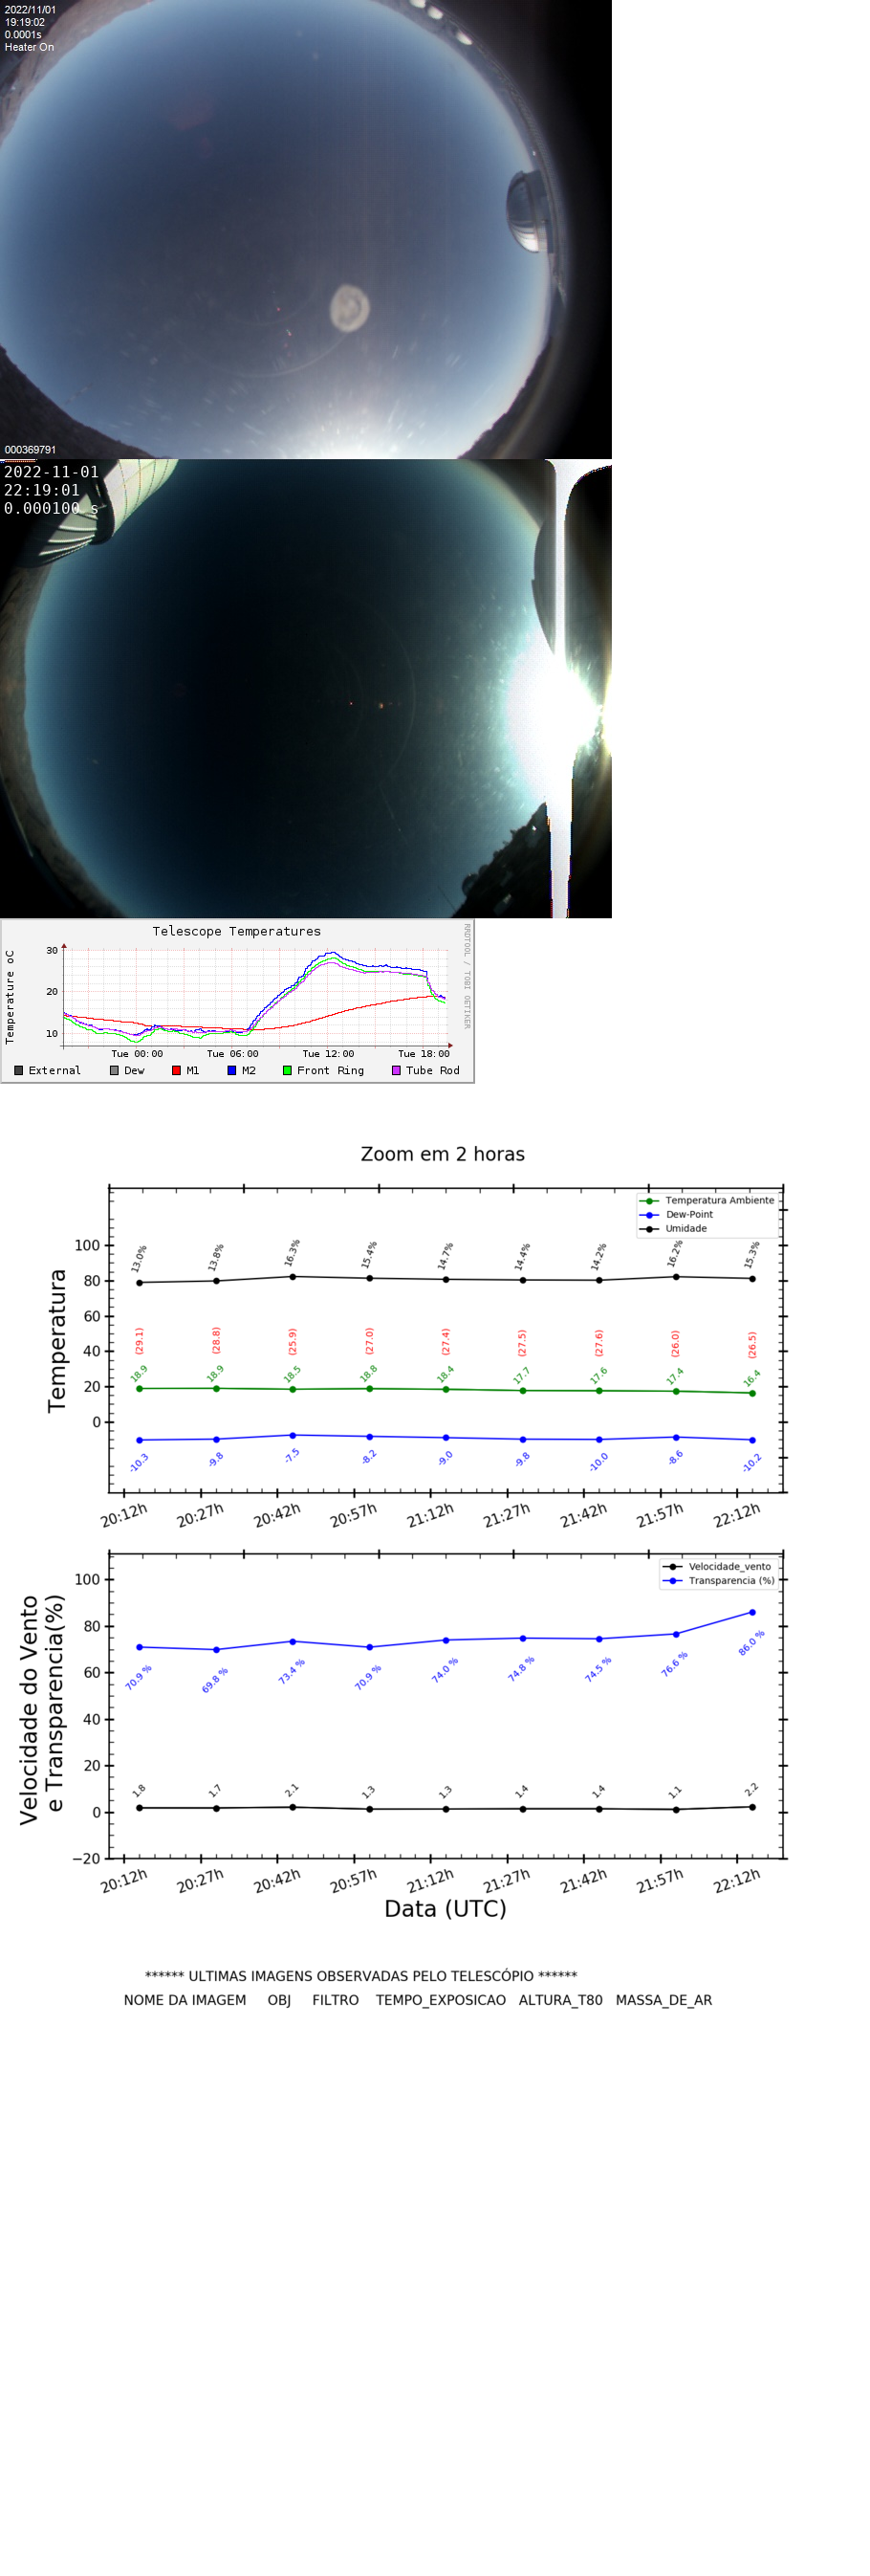 2022/11/01
19:19:02
0.0001s
Heater On
000369791
2022-11-01
22:19:01
0.000100 s
Telescope Temperatures
RRDTOOL / TOBI OETIKER
Temperature oC
30
20
10
Tue 00:00 Tue 06:00 Tue 12:00 Tue 18:00
External Dew M1 M2 Front Ring Tube Rod
Zoom em 2 horas
Temperatura Ambiente
Dew-Point
Umidade
Temperatura
100
80
60
40
20
0
13.0% 13.8% 16.3% 15.4% 14.7% 14.4% 14.2% 16.2% 15.3%
(29.1) (28.8) (25.9) (27.0) (27.4) (27.5) (27.6) (26.0) (26.5)
18.9 18.9 18.5 18.8 18.4 17.7 17.6 17.4 16.4
-10.3 -9.8 -7.5 -8.2 -9.0 -9.8 -10.0 -8.6 -10.2
20:12h 20:27h 20:42h 20:57h 21:12h 21:27h 21:42h 21:57h 22:12h
Velocidade_vento
Transparencia (%)
Velocidade do Vento
e Transparencia(%)
100
80
60
40
20
0
−20
70.9 % 69.8 % 73.4 % 70.9 % 74.0 % 74.8 % 74.5 % 76.6 % 86.0 %
1.8 1.7 2.1 1.3 1.3 1.4 1.4 1.1 2.2
20:12h 20:27h 20:42h 20:57h 21:12h 21:27h 21:42h 21:57h 22:12h
Data (UTC)
****** ULTIMAS IMAGENS OBSERVADAS PELO TELESCÓPIO ******
NOME DA IMAGEM OBJ FILTRO TEMPO_EXPOSICAO ALTURA_T80 MASSA_DE_AR